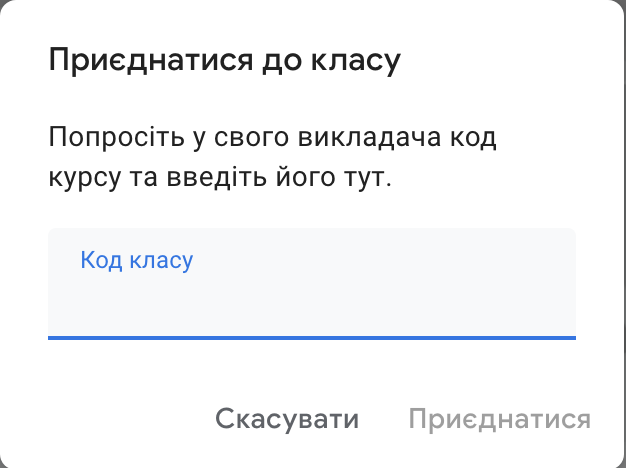 Приєднатися до класу
Попросіть у свого викладача код
курсу та введіть його тут.
Код класу
Скасувати Приєднатися